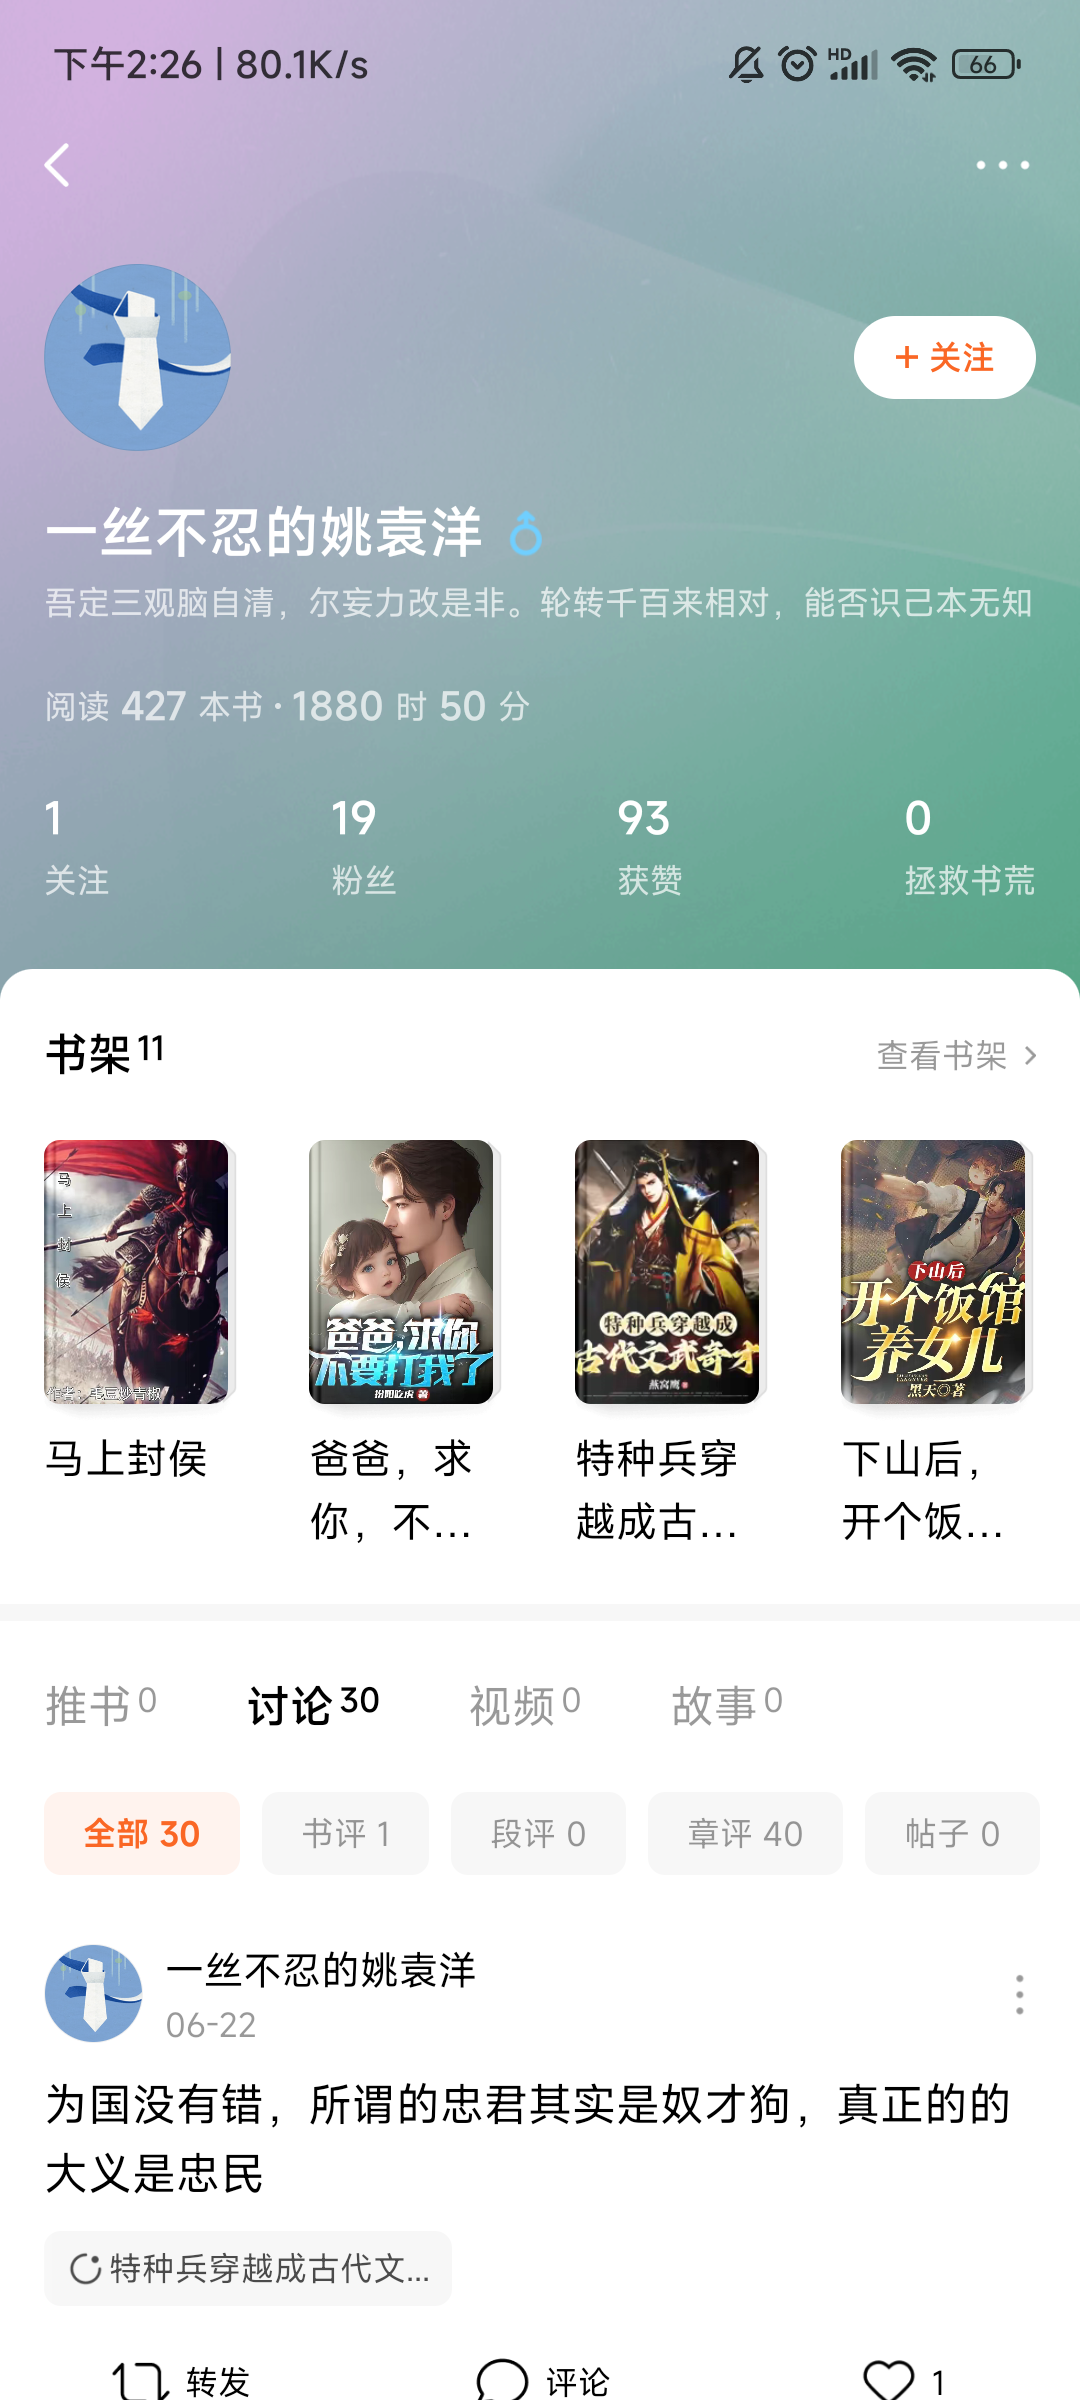 下午2:26 | 80.1K/s
HD
66
+ 关注
一丝不忍的姚袁洋
吾定三观脑自清，尔妄力改是非。轮转千百来相对，能否识己本无知
阅读 427 本书 · 1880 时 50 分
1 19 93 0
关注 粉丝 获赞 拯救书荒
书架 11
查看书架 >
马上封侯
作者：毛豆炒青椒
爸爸,求你
不要打我了
著
特种兵穿越成
古代文武奇才
燕窝鹰
下山后
开个饭馆
养女儿
黑天◎著
马上封侯
爸爸，求
你，不...
特种兵穿
越成古...
下山后，
开个饭...
推书 0 讨论 30 视频 0 故事 0
全部 30 书评 1 段评 0 章评 40 帖子 0
一丝不忍的姚袁洋
06-22
为国没有错，所谓的忠君其实是奴才狗，真正的的
大义是忠民
特种兵穿越成古代文...
转发 评论 1